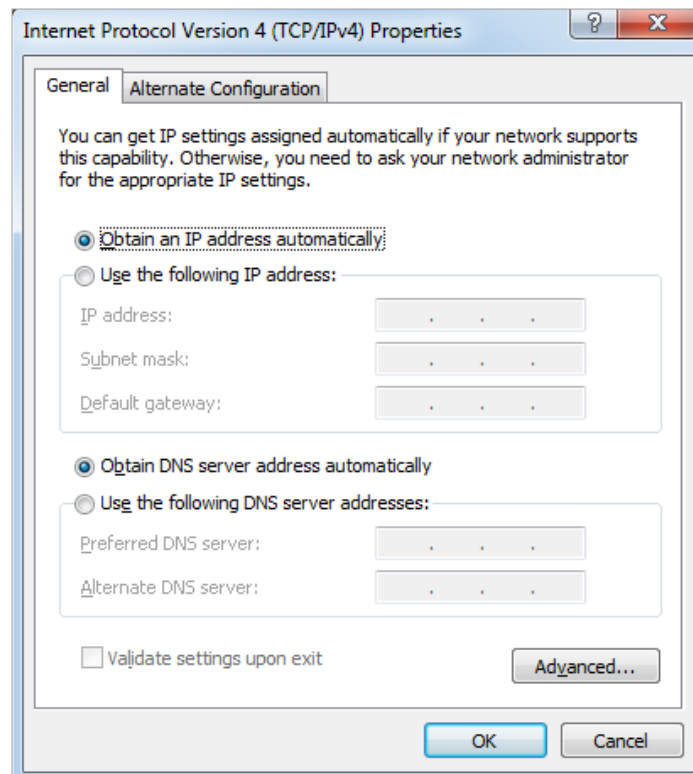 Internet Protocol Version 4 (TCP/IPv4) Properties
General
Alternate Configuration
You can get IP settings assigned automatically if your network supports
this capability. Otherwise, you need to ask your network administrator
for the appropriate IP settings.
Obtain an IP address automatically
Use the following IP address:
IP address: . . .
Subnet mask: . . .
Default gateway: . . .
Obtain DNS server address automatically
Use the following DNS server addresses:
Preferred DNS server: . . .
Alternate DNS server: . . .
Validate settings upon exit
Advanced...
OK
Cancel